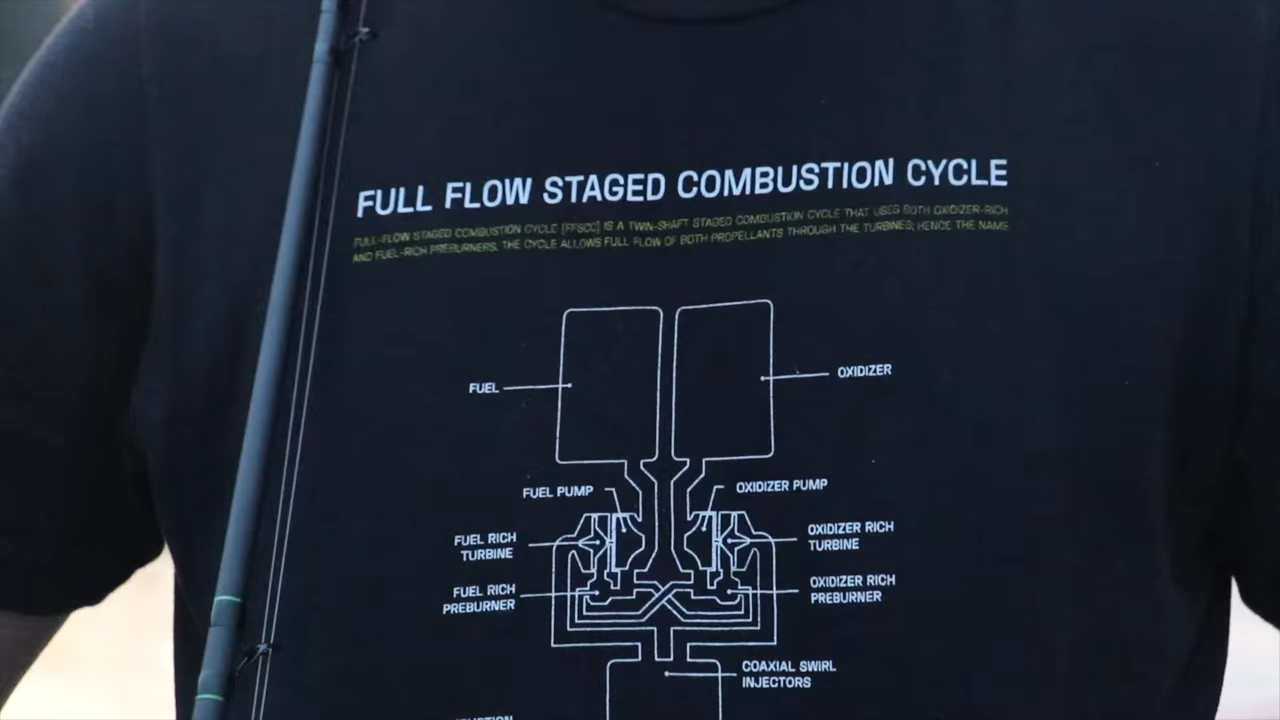 FULL FLOW STAGED COMBUSTION CYCLE
FULL-FLOW STAGED COMBUSTION CYCLE (FFSCC) IS A TWIN-SHAFT STAGED COMBUSTION CYCLE THAT USES BOTH OXIDIZER-RICH
AND FUEL-RICH PREBURNERS. THE CYCLE ALLOWS FULL FLOW OF BOTH PROPELLANTS THROUGH THE TURBINES; HENCE THE NAME
FUEL
OXIDIZER
FUEL PUMP
OXIDIZER PUMP
FUEL RICH
TURBINE
OXIDIZER RICH
TURBINE
FUEL RICH
PREBURNER
OXIDIZER RICH
PREBURNER
COAXIAL SWIRL
INJECTORS